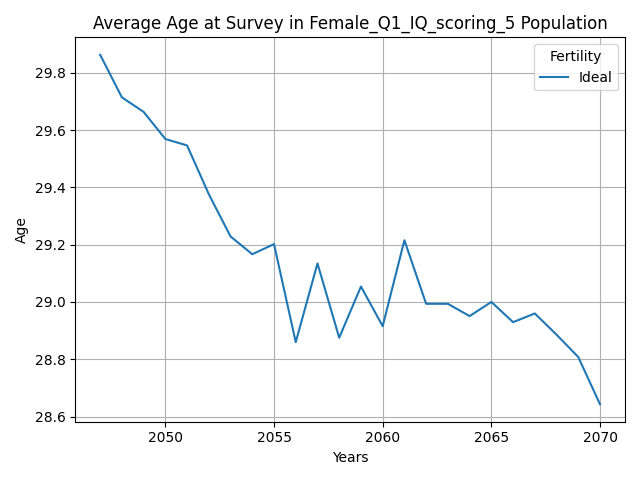 Average Age at Survey in Female_Q1_IQ_scoring_5 Population
Fertility
Ideal
29.8
29.6
29.4
29.2
29.0
28.8
28.6
Age
2050
2055
2060
2065
2070
Years